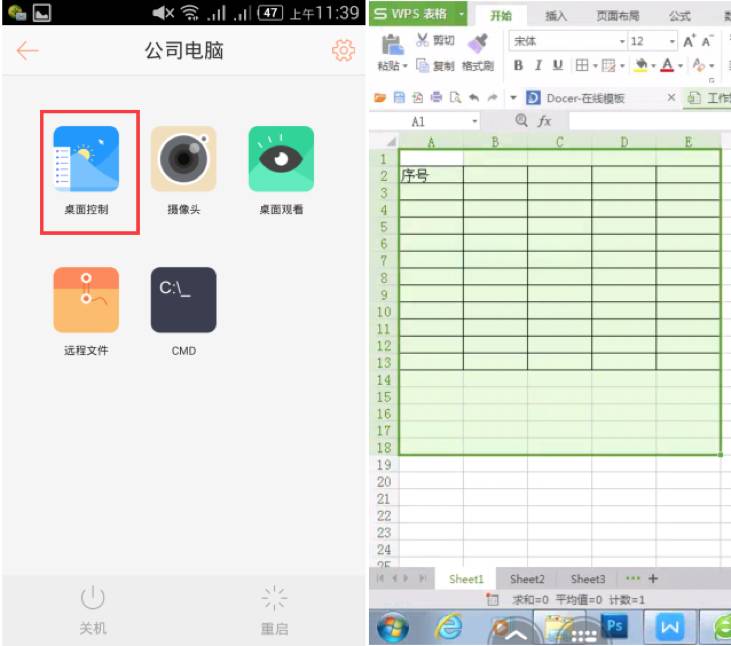 47 上午11:39
公司电脑
桌面控制
摄像头
桌面观看
C:\_
远程文件
CMD
关机
重启
S WPS 表格
开始 插入 页面布局 公式
剪切 宋体 12 A+ A-
粘贴 复制 格式刷 B I U A
D Docer-在线模板 × 工作
A1 fx
A B C D E
1
2 序号
3
4
5
6
7
8
9
10
11
12
13
14
15
16
17
18
19
20
21
22
23
24
25
Sheet1 Sheet2 Sheet3 ··· +
求和=0 平均值=0 计数=1
Ps W